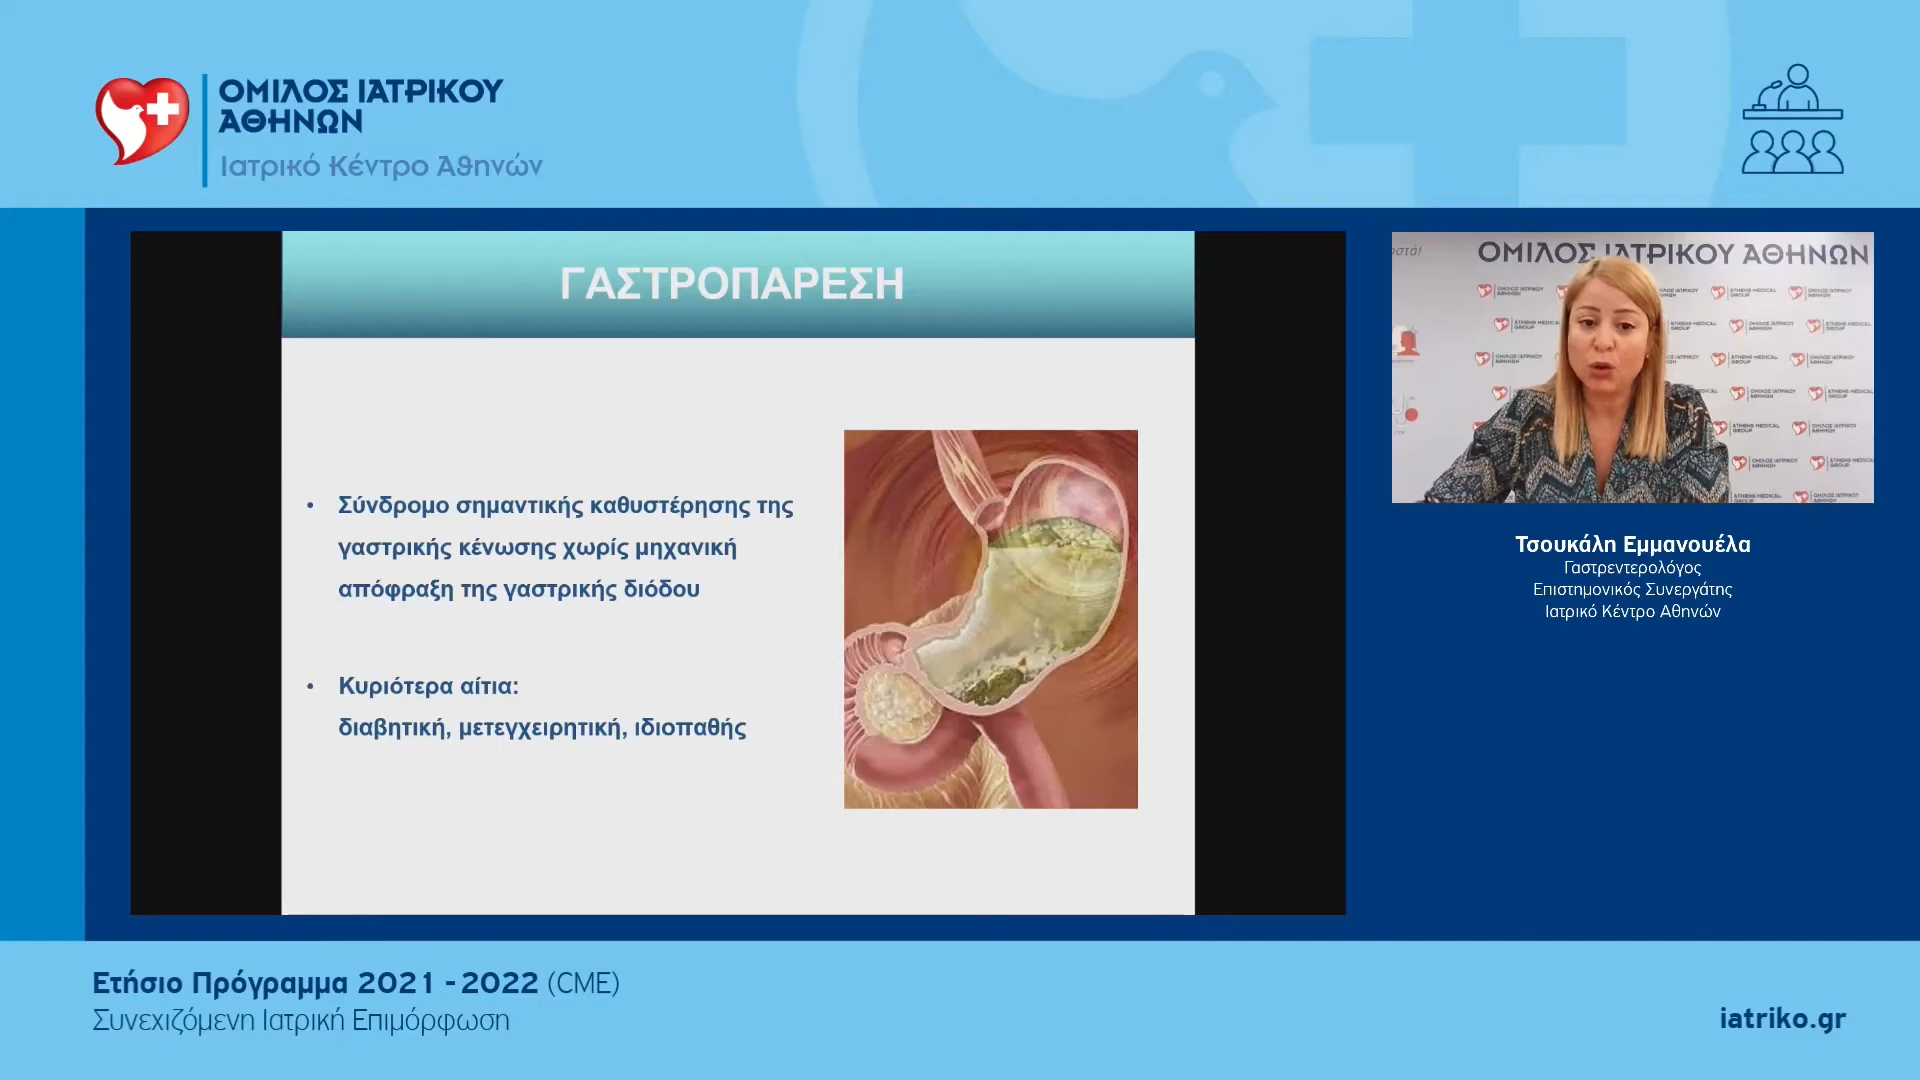 ΟΜΙΛΟΣ ΙΑΤΡΙΚΟΥ
ΑΘΗΝΩΝ
Ιατρικό Κέντρο Αθηνών
ΓΑΣΤΡΟΠΑΡΕΣΗ
• Σύνδρομο σημαντικής καθυστέρησης της
γαστρικής κένωσης χωρίς μηχανική
απόφραξη της γαστρικής διόδου
• Κυριότερα αίτια:
διαβητική, μετεγχειρητική, ιδιοπαθής
ΟΜΙΛΟΣ ΙΑΤΡΙΚΟΥ ΑΘΗΝΩΝ
Τσουκάλη Εμμανουέλα
Γαστρεντερολόγος
Επιστημονικός Συνεργάτης
Ιατρικό Κέντρο Αθηνών
Ετήσιο Πρόγραμμα 2021 - 2022 (CME)
Συνεχιζόμενη Ιατρική Επιμόρφωση
iatriko.gr